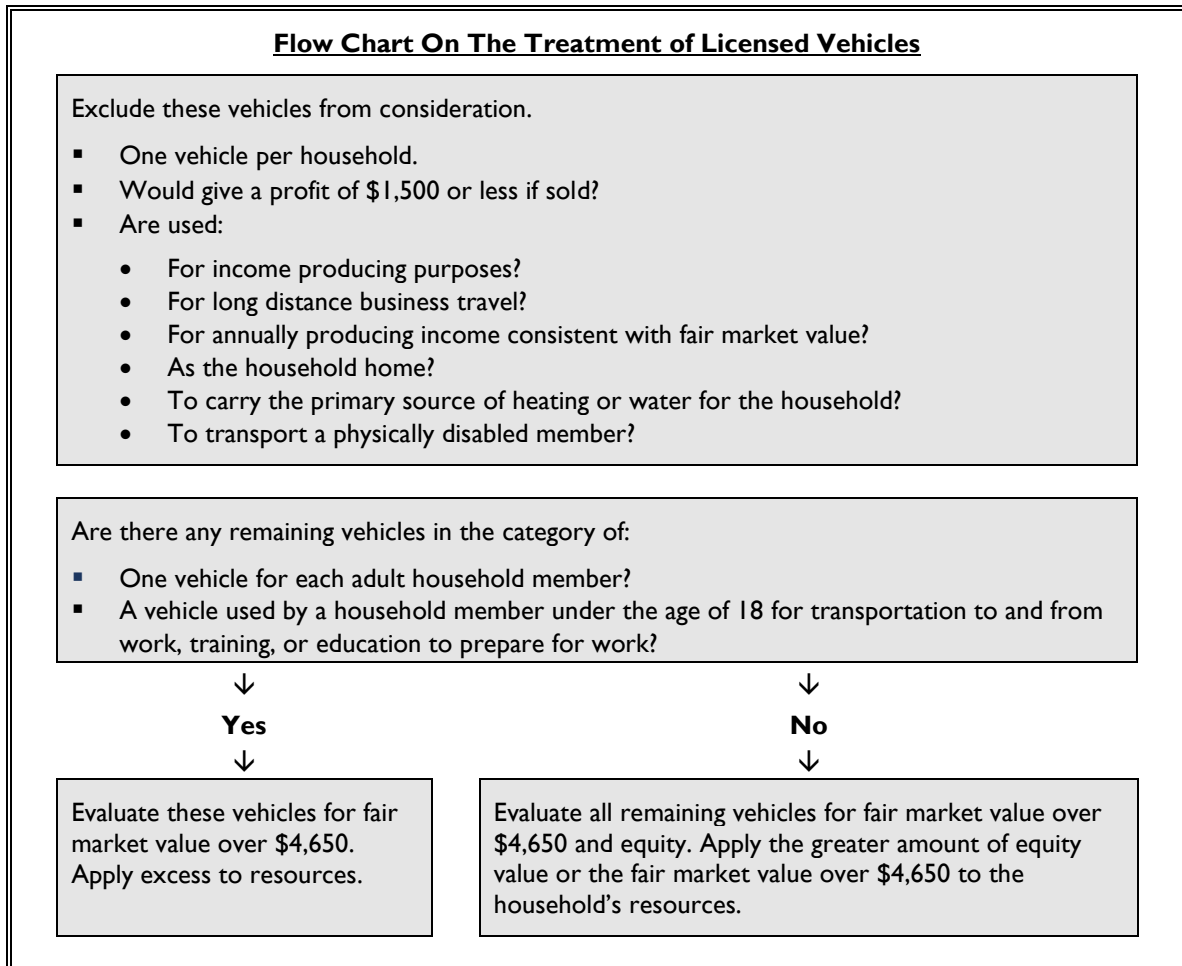 Flow Chart On The Treatment of Licensed Vehicles
Exclude these vehicles from consideration.
▪ One vehicle per household.
▪ Would give a profit of $1,500 or less if sold?
▪ Are used:
• For income producing purposes?
• For long distance business travel?
• For annually producing income consistent with fair market value?
• As the household home?
• To carry the primary source of heating or water for the household?
• To transport a physically disabled member?
Are there any remaining vehicles in the category of:
▪ One vehicle for each adult household member?
▪ A vehicle used by a household member under the age of 18 for transportation to and from
work, training, or education to prepare for work?
↓ ↓
Yes No
↓ ↓
Evaluate these vehicles for fair
market value over $4,650.
Apply excess to resources.
Evaluate all remaining vehicles for fair market value over
$4,650 and equity. Apply the greater amount of equity
value or the fair market value over $4,650 to the
household's resources.